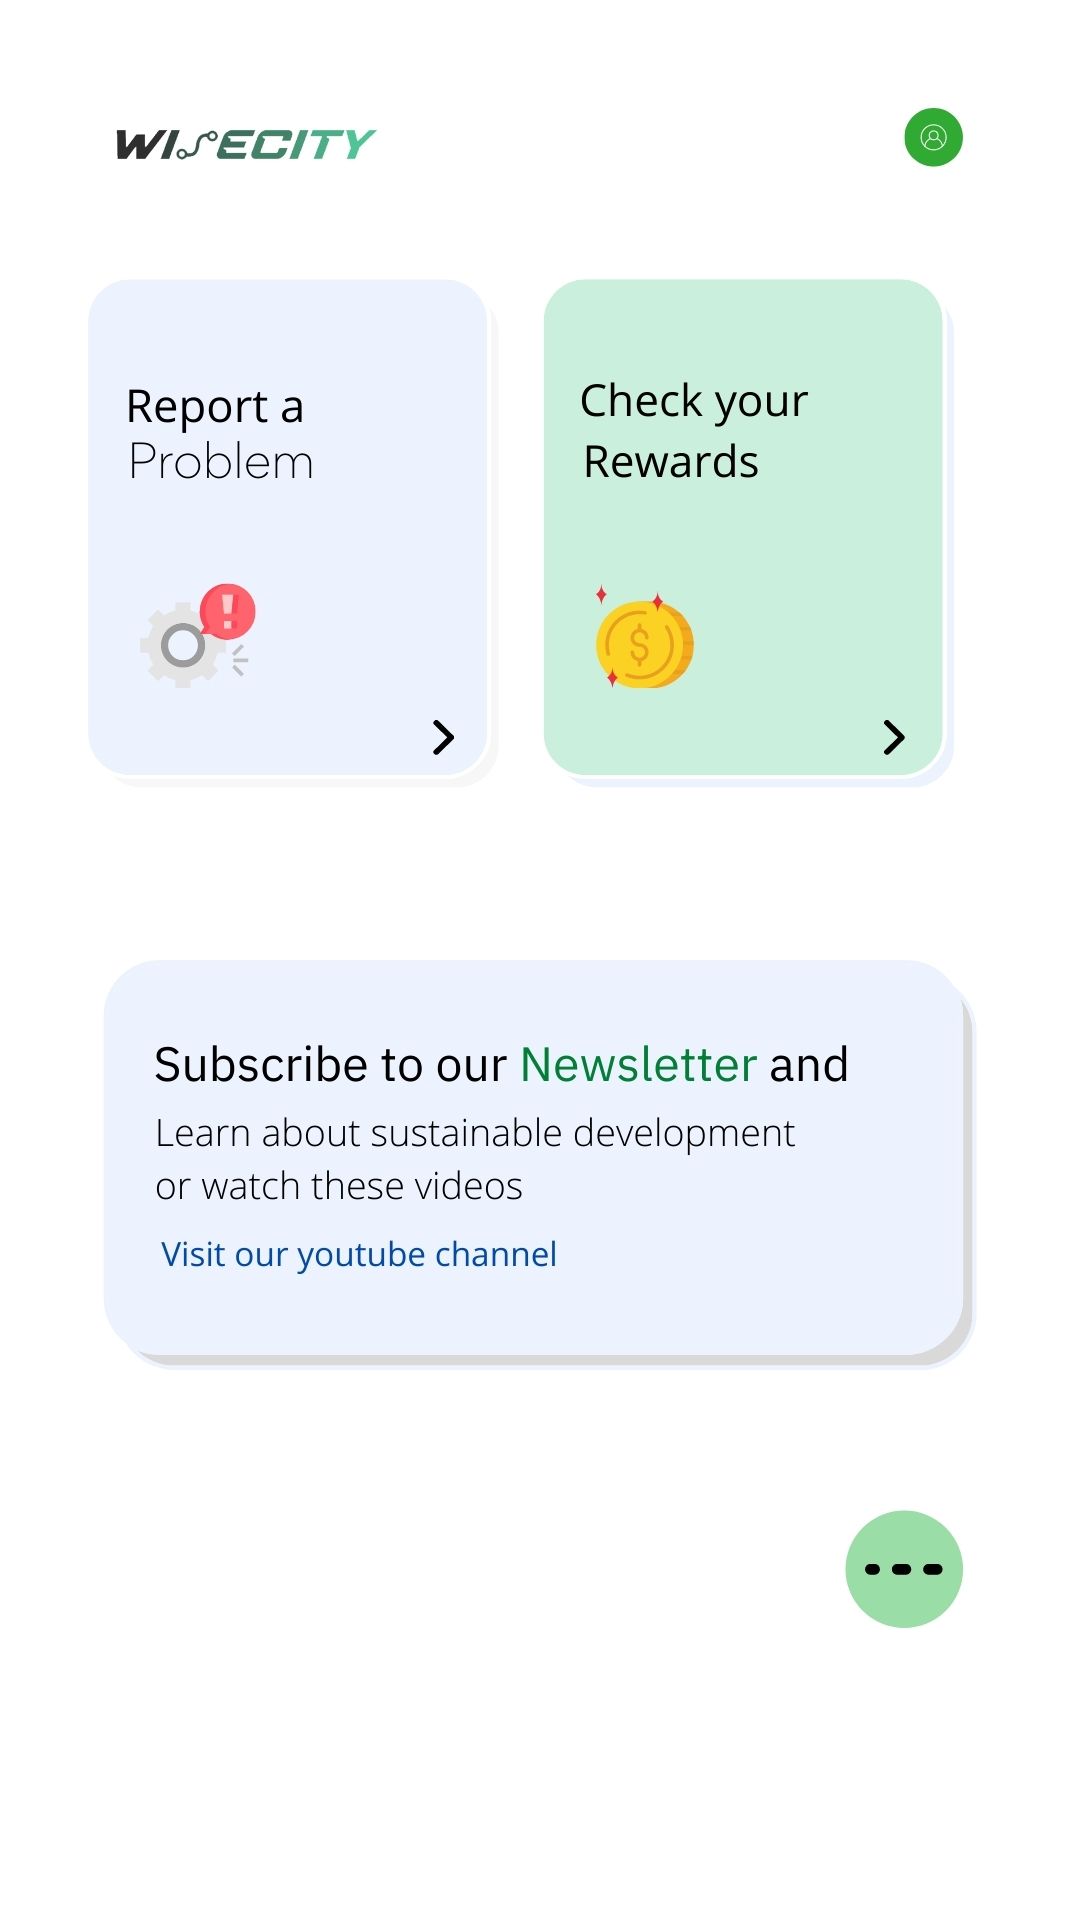 WISECITY
Report a
Problem
Check your
Rewards
Subscribe to our Newsletter and
Learn about sustainable development
or watch these videos
Visit our youtube channel